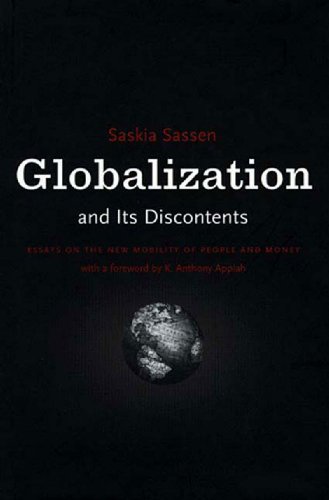 Saskia Sassen
Globalization
and Its Discontents
ESSAYS ON THE NEW MOBILITY OF PEOPLE AND MONEY
with a foreword by K. Anthony Appiah